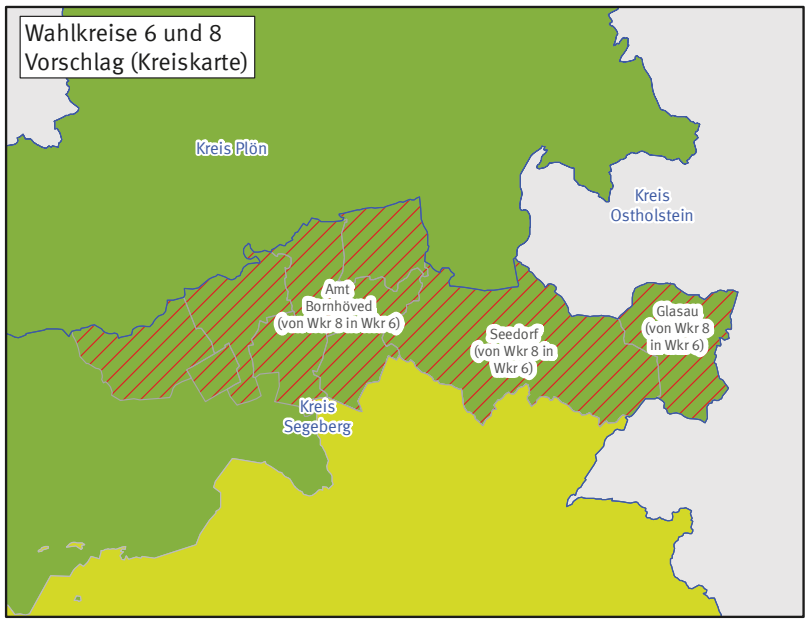 Wahlkreise 6 und 8
Vorschlag (Kreiskarte)
Kreis Plön
Kreis
Ostholstein
Amt
Bornhöved
(von Wkr 8 in Wkr 6)
Seedorf
(von Wkr 8 in
Wkr 6)
Glasau
(von Wkr 8
in Wkr 6)
Kreis
Segeberg